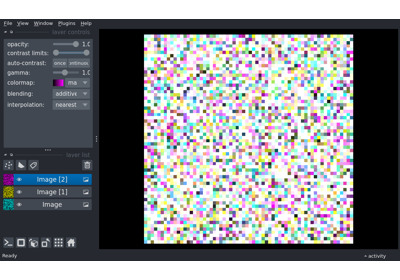 File View Window Plugins Help
layer controls
opacity: 1.0
contrast limits:
auto-contrast: once
gamma: 1.0
colormap: ma
blending: additive
interpolation: nearest
layer list
Image [2]
Image [1]
Image
Ready activity